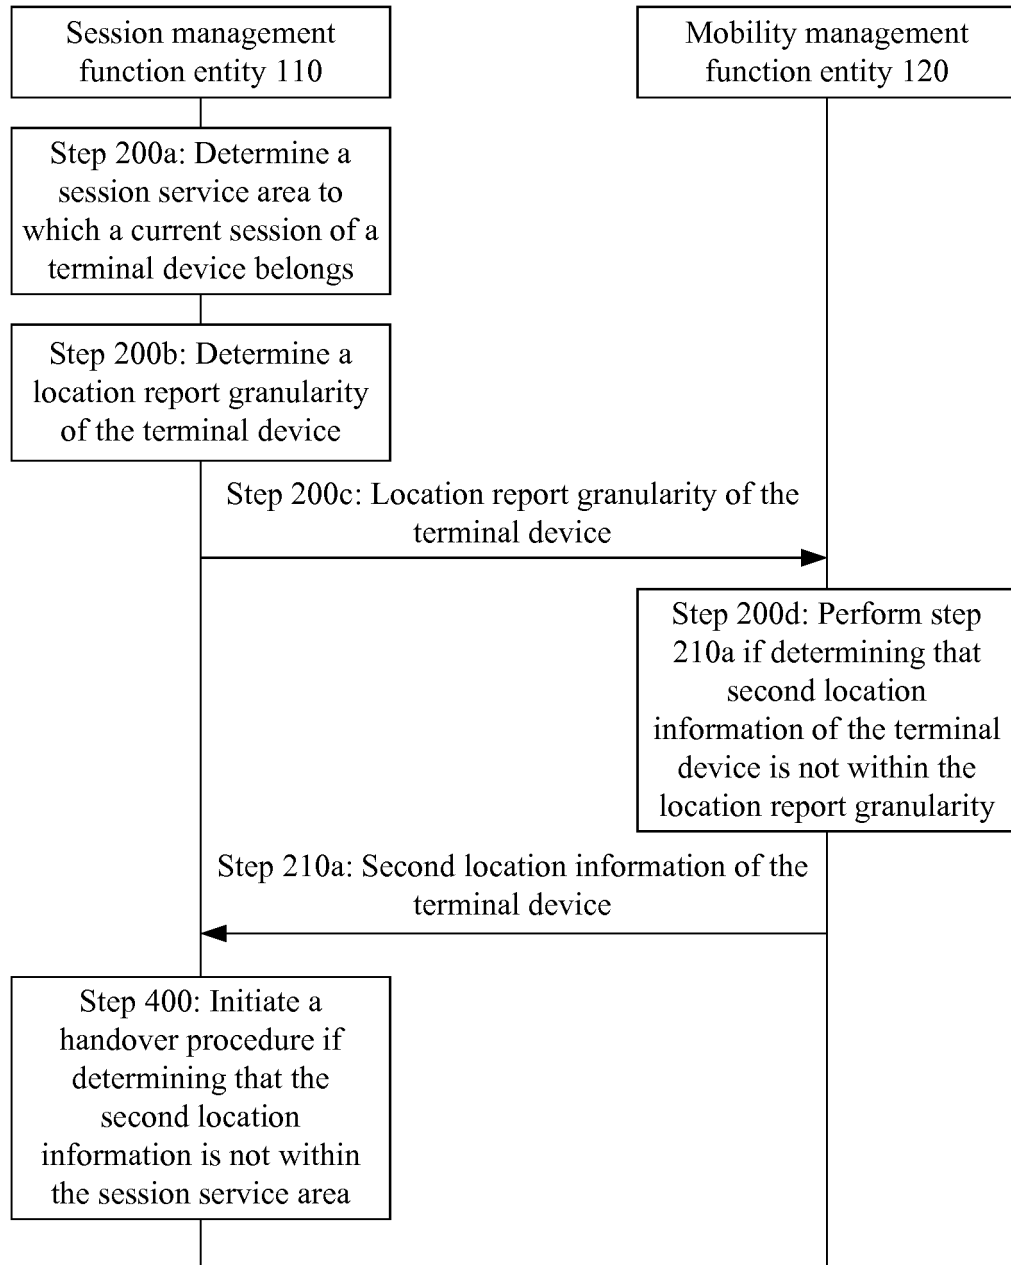 Session management
function entity 110
Mobility management
function entity 120
Step 200a: Determine a
session service area to
which a current session of a
terminal device belongs
Step 200b: Determine a
location report granularity
of the terminal device
Step 200c: Location report granularity of the
terminal device
Step 200d: Perform step
210a if determining that
second location
information of the terminal
device is not within the
location report granularity
Step 210a: Second location information of the
terminal device
Step 400: Initiate a
handover procedure if
determining that the
second location
information is not within
the session service area